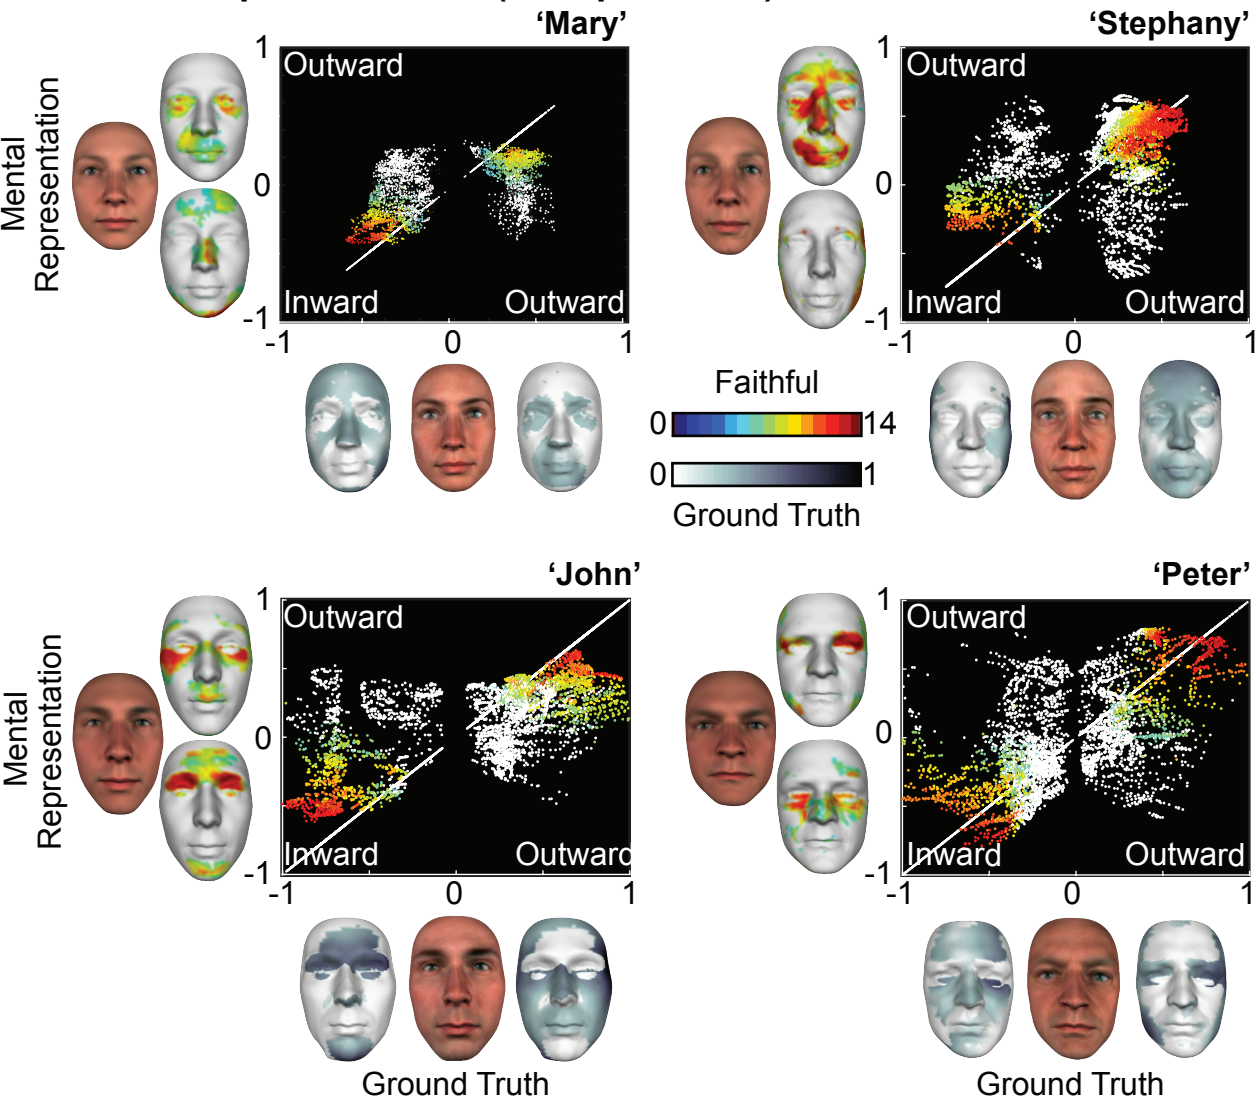 ‘Mary’
‘Stephany’
Mental
Representation
1
0
-1
Outward
Inward
Outward
-1
0
1
1
0
-1
Outward
Inward
Outward
-1
0
1
Faithful
0
14
0
1
Ground Truth
‘John’
‘Peter’
Mental
Representation
1
0
-1
Outward
Inward
Outward
-1
0
1
1
0
-1
Outward
Inward
Outward
-1
0
1
Ground Truth
Ground Truth